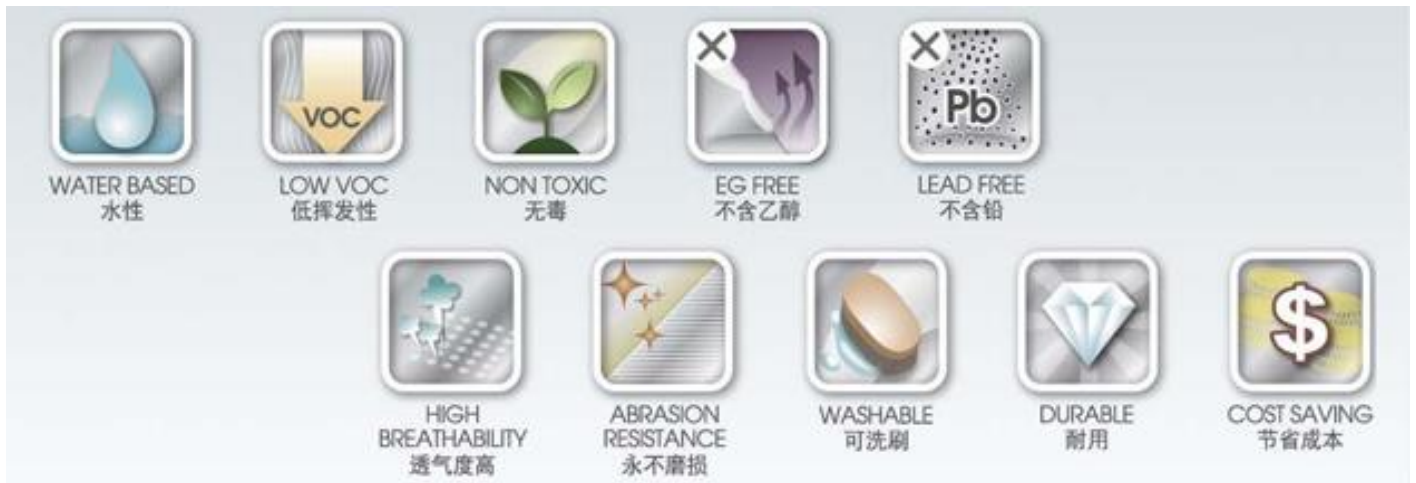 VOC
Pb
WATER BASED
水性
LOW VOC
低挥发性
NON TOXIC
无毒
EG FREE
不含乙醇
LEAD FREE
不含铅
$
HIGH
BREATHABILITY
透气度高
ABRASION
RESISTANCE
永不磨损
WASHABLE
可洗刷
DURABLE
耐用
COST SAVING
节省成本